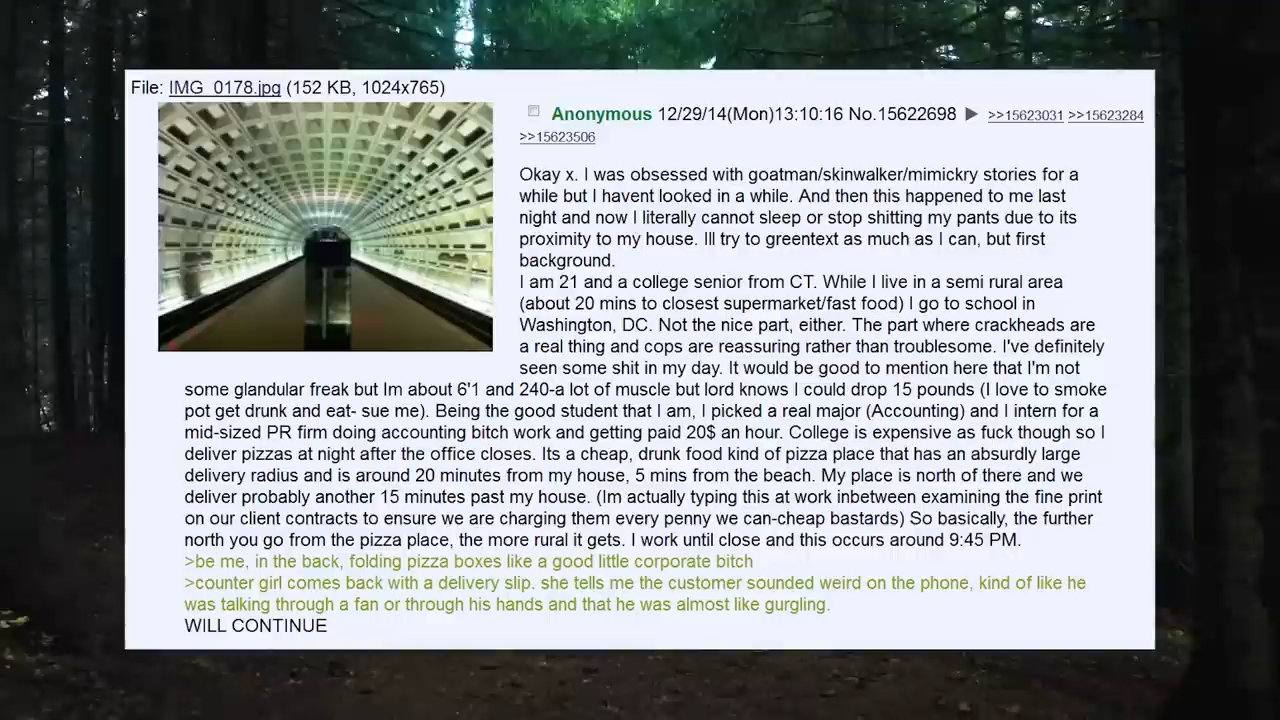 File: IMG_0178.jpg (152 KB, 1024x765)
Anonymous 12/29/14(Mon)13:10:16 No.15622698 ▶ >>15623031 >>15623284
>>15623506
Okay x. I was obsessed with goatman/skinwalker/mimickry stories for a
while but I havent looked in a while. And then this happened to me last
night and now I literally cannot sleep or stop shitting my pants due to its
proximity to my house. Ill try to greentext as much as I can, but first
background.
I am 21 and a college senior from CT. While I live in a semi rural area
(about 20 mins to closest supermarket/fast food) I go to school in
Washington, DC. Not the nice part, either. The part where crackheads are
a real thing and cops are reassuring rather than troublesome. I've definitely
seen some shit in my day. It would be good to mention here that I'm not
some glandular freak but Im about 6'1 and 240-a lot of muscle but lord knows I could drop 15 pounds (I love to smoke
pot get drunk and eat- sue me). Being the good student that I am, I picked a real major (Accounting) and I intern for a
mid-sized PR firm doing accounting bitch work and getting paid 20$ an hour. College is expensive as fuck though so I
deliver pizzas at night after the office closes. Its a cheap, drunk food kind of pizza place that has an absurdly large
delivery radius and is around 20 minutes from my house, 5 mins from the beach. My place is north of there and we
deliver probably another 15 minutes past my house. (Im actually typing this at work inbetween examining the fine print
on our client contracts to ensure we are charging them every penny we can-cheap bastards) So basically, the further
north you go from the pizza place, the more rural it gets. I work until close and this occurs around 9:45 PM.
>be me, in the back, folding pizza boxes like a good little corporate bitch
>counter girl comes back with a delivery slip. she tells me the customer sounded weird on the phone, kind of like he
was talking through a fan or through his hands and that he was almost like gurgling.
WILL CONTINUE